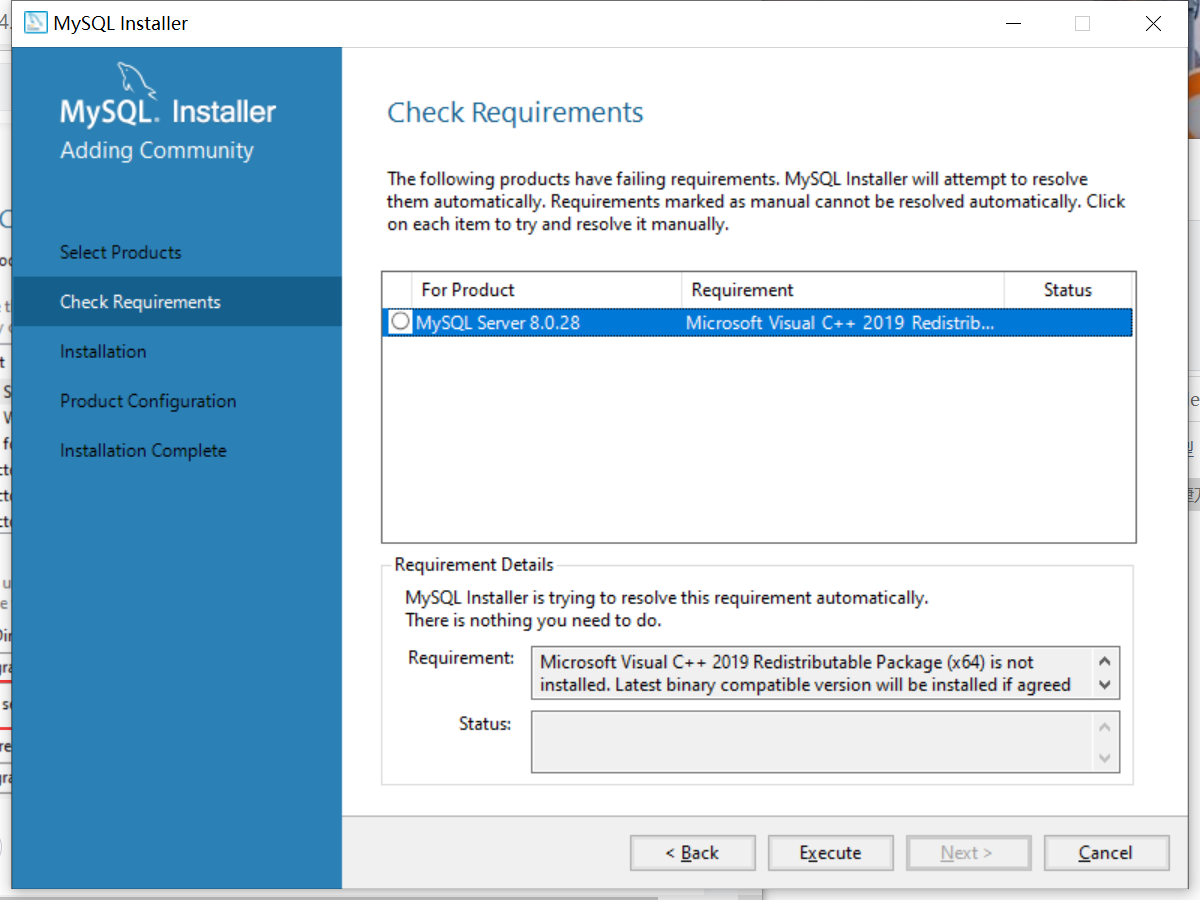 MySQL Installer
MySQL. Installer
Adding Community
Select Products
Check Requirements
Installation
Product Configuration
Installation Complete
Check Requirements
The following products have failing requirements. MySQL Installer will attempt to resolve
them automatically. Requirements marked as manual cannot be resolved automatically. Click
on each item to try and resolve it manually.
For Product Requirement Status
MySQL Server 8.0.28 Microsoft Visual C++ 2019 Redistrib...
Requirement Details
MySQL Installer is trying to resolve this requirement automatically.
There is nothing you need to do.
Requirement: Microsoft Visual C++ 2019 Redistributable Package (x64) is not
installed. Latest binary compatible version will be installed if agreed
Status:
< Back Execute Next > Cancel